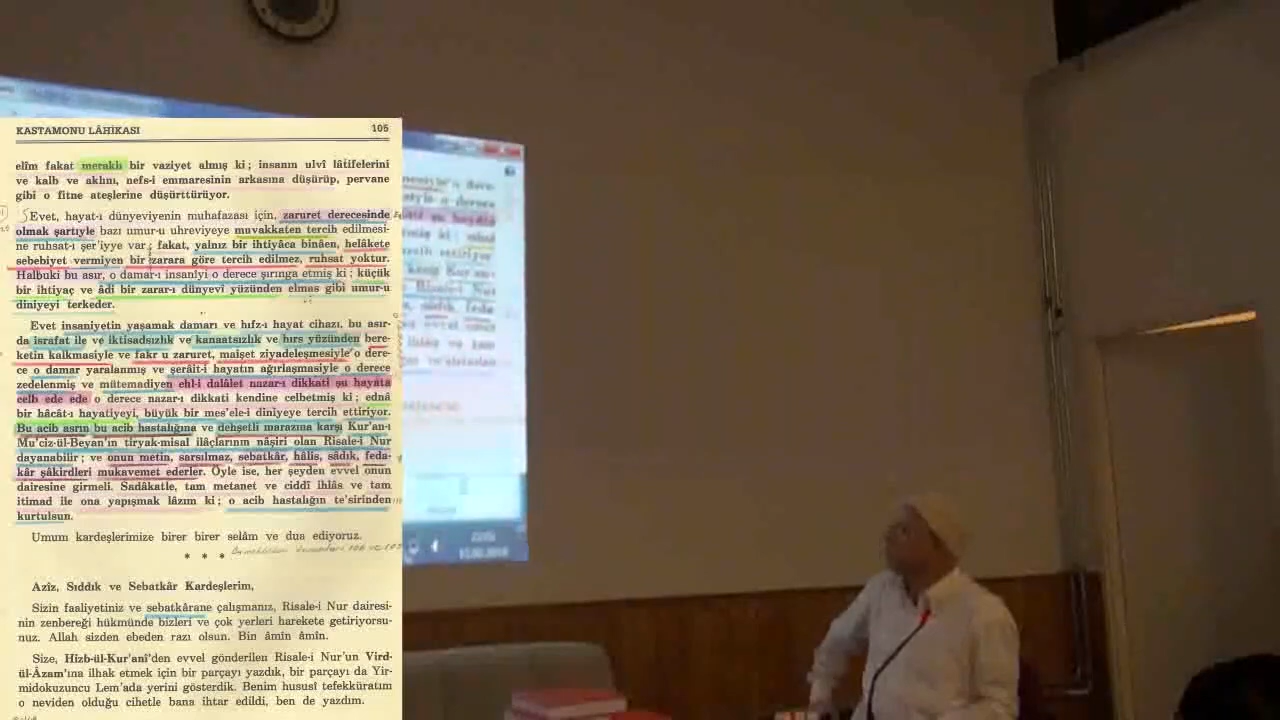 KASTAMONU LÂHİKASI 105
elîm fakat meraklı bir vaziyet almış ki; insanın ulvî lâtifelerini
ve kalb ve aklını, nefs-i emmaresinin arkasına düşürüp, pervane
gibi o fitne ateşlerine düşürttürüyor.
Evet, hayat-ı dünyeviyenin muhafazası için, zaruret derecesinde
olmak şartıyle bazı umur-u uhreviyeye muvakkaten tercih edilmesi-
ne ruhsat-ı şer'iyye var; fakat, yalnız bir ihtiyâca binâen, helâkete
sebebiyet vermiyen bir zarara göre tercih edilmez, ruhsat yoktur.
Halbuki bu asır, o damar-ı insanîyi o derece şırınga etmiş ki; küçük
bir ihtiyaç ve âdi bir zarar-ı dünyevî yüzünden elmas gibi umur-u
diniyeyi terkeder.
Evet insaniyetin yaşamak damarı ve hıfz-ı hayat cihazı, bu asır-
da israfat ile ve iktisadsızlık ve kanaatsızlık ve hırs yüzünden bere-
ketin kalkmasiyle ve fakr u zaruret, maişet ziyadeleşmesiyle o dere-
ce o damar yaralanmış ve şerâit-i hayatın ağırlaşmasiyle o derece
zedelenmiş ve mütemadiyen ehl-i dalâlet nazar-ı dikkati şu hayata
celb ede ede o derece nazar-ı dikkati kendine celbetmiş ki; ednâ
bir hâcât-ı hayatiyeyi, büyük bir mes'ele-i dîniyeye tercih ettiriyor.
Bu acib asrın bu acib hastalığına ve dehşetli marazına karşı Kur'an-ı
Mu'ciz-ül-Beyan'ın tiryak-misal ilâçlarının nâşiri olan Risale-i Nur
dayanabilir; ve onun metin, sarsılmaz, sebatkâr, hâlis, sâdık, feda-
kâr şâkirdleri mukavemet ederler. Öyle ise, her şeyden evvel onun
dairesine girmeli. Sadâkatle, tam metanet ve ciddî ihlâs ve tam
itimad ile ona yapışmak lâzım ki; o acib hastalığın te'sirinden
kurtulsun.
Umum kardeşlerimize birer birer selâm ve dua ediyoruz.
* * *
Azîz, Sıddık ve Sebatkâr Kardeşlerim,
Sizin faaliyetiniz ve sebatkârane çalışmanız, Risale-i Nur dairesi-
nin zenbereği hükmünde bizleri ve çok yerleri harekete getiriyorsu-
nuz. Allah sizden ebeden razı olsun. Bin âmîn âmîn.
Size, Hizb-ül-Kur'anî'den evvel gönderilen Risale-i Nur'un Vird-
ül-Âzam'ına ilhak etmek için bir parçayı yazdık, bir parçayı da Yir-
midokuzuncu Lem'ada yerini gösterdik. Benim hususî tefekküratım
o neviden olduğu cihetle bana ihtar edildi, ben de yazdım.